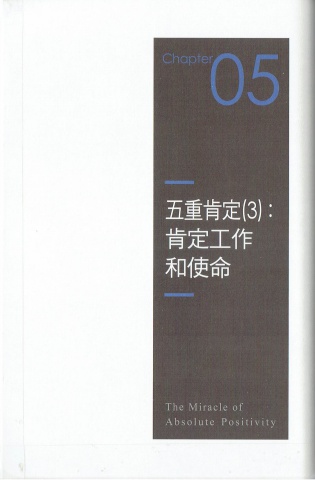 Chapter 05
五重肯定(3)：
肯定工作
和使命
The Miracle of
Absolute Positivity